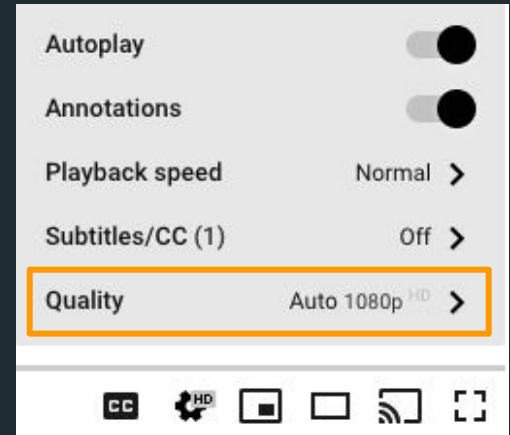 Autoplay
Annotations
Playback speed Normal
Subtitles/CC (1) Off
Quality Auto 1080p HD
CC HD